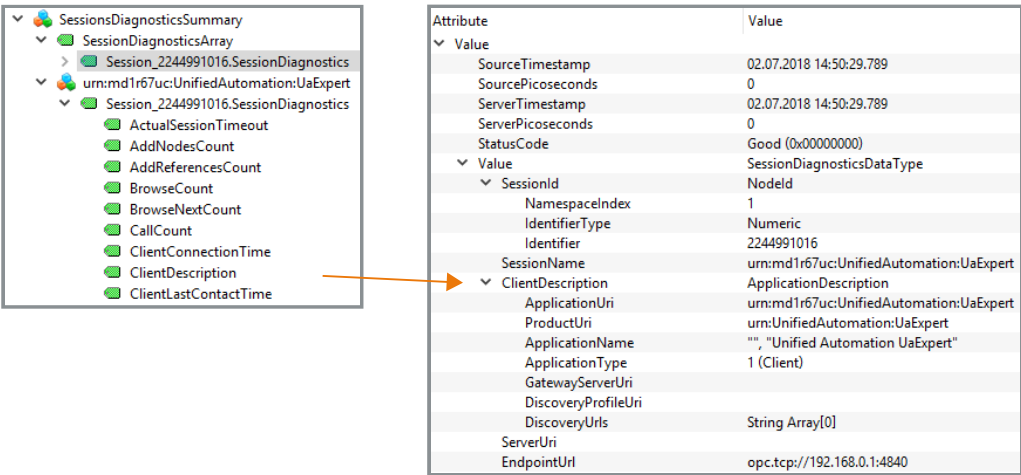 SessionsDiagnosticsSummary
SessionDiagnosticsArray
Session_2244991016.SessionDiagnostics
urn:md1r67uc:UnifiedAutomation:UaExpert
Session_2244991016.SessionDiagnostics
ActualSessionTimeout
AddNodesCount
AddReferencesCount
BrowseCount
BrowseNextCount
CallCount
ClientConnectionTime
ClientDescription
ClientLastContactTime
Attribute Value
Value
SourceTimestamp 02.07.2018 14:50:29.789
SourcePicoseconds 0
ServerTimestamp 02.07.2018 14:50:29.789
ServerPicoseconds 0
StatusCode Good (0x00000000)
Value SessionDiagnosticsDataType
SessionId NodeId
NamespaceIndex 1
IdentifierType Numeric
Identifier 2244991016
SessionName urn:md1r67uc:UnifiedAutomation:UaExpert
ClientDescription ApplicationDescription
ApplicationUri urn:md1r67uc:UnifiedAutomation:UaExpert
ProductUri urn:UnifiedAutomation:UaExpert
ApplicationName "", "Unified Automation UaExpert"
ApplicationType 1 (Client)
GatewayServerUri
DiscoveryProfileUri
DiscoveryUrls String Array[0]
ServerUri
EndpointUrl opc.tcp://192.168.0.1:4840